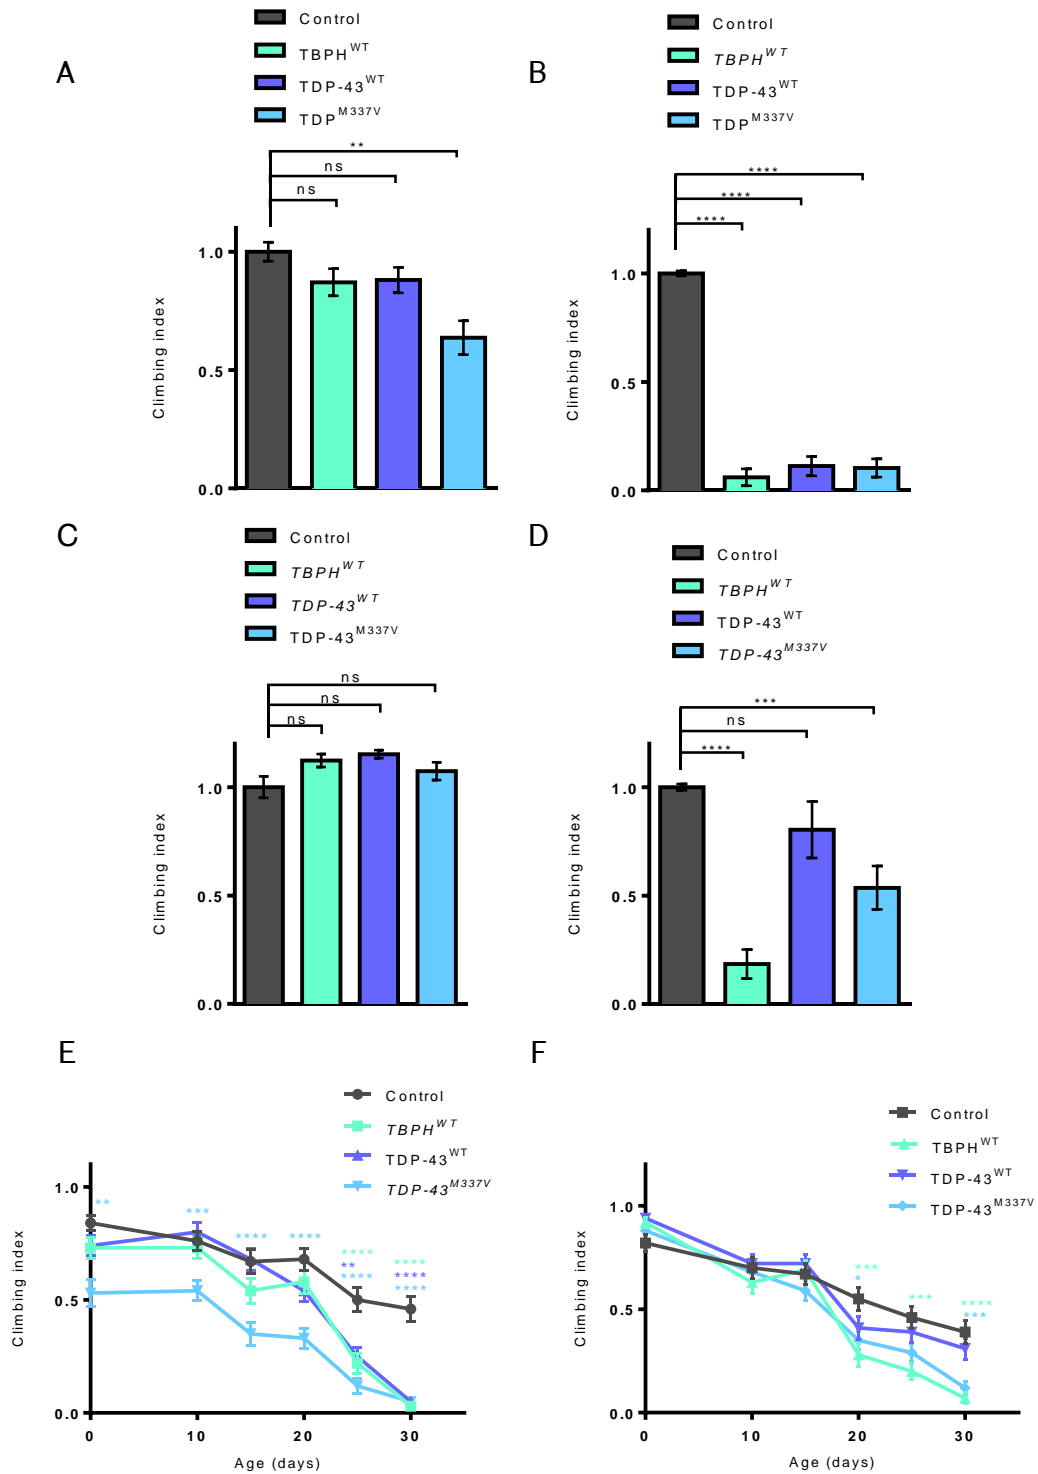 A
Control
TBPH^WT
TDP-43^WT
TDP^M337V
**
ns
ns
1.0
0.5
0.0
Climbing index
B
Control
TBPH^WT
TDP-43^WT
TDP^M337V
****
****
****
1.0
0.5
0.0
Climbing index
C
Control
TBPH^WT
TDP-43^WT
TDP-43^M337V
ns
ns
ns
1.0
0.5
0.0
Climbing index
D
Control
TBPH^WT
TDP-43^WT
TDP-43^M337V
***
ns
****
1.0
0.5
0.0
Climbing index
E
Control
TBPH^WT
TDP-43^WT
TDP-43^M337V
** *** **** **** **** ****
** ****
**** ****
1.0
0.5
0.0
Climbing index
0 10 20 30
Age (days)
F
Control
TBPH^WT
TDP-43^WT
TDP-43^M337V
*** *** ****
* ***
1.0
0.5
0.0
Climbing index
0 10 20 30
Age (days)